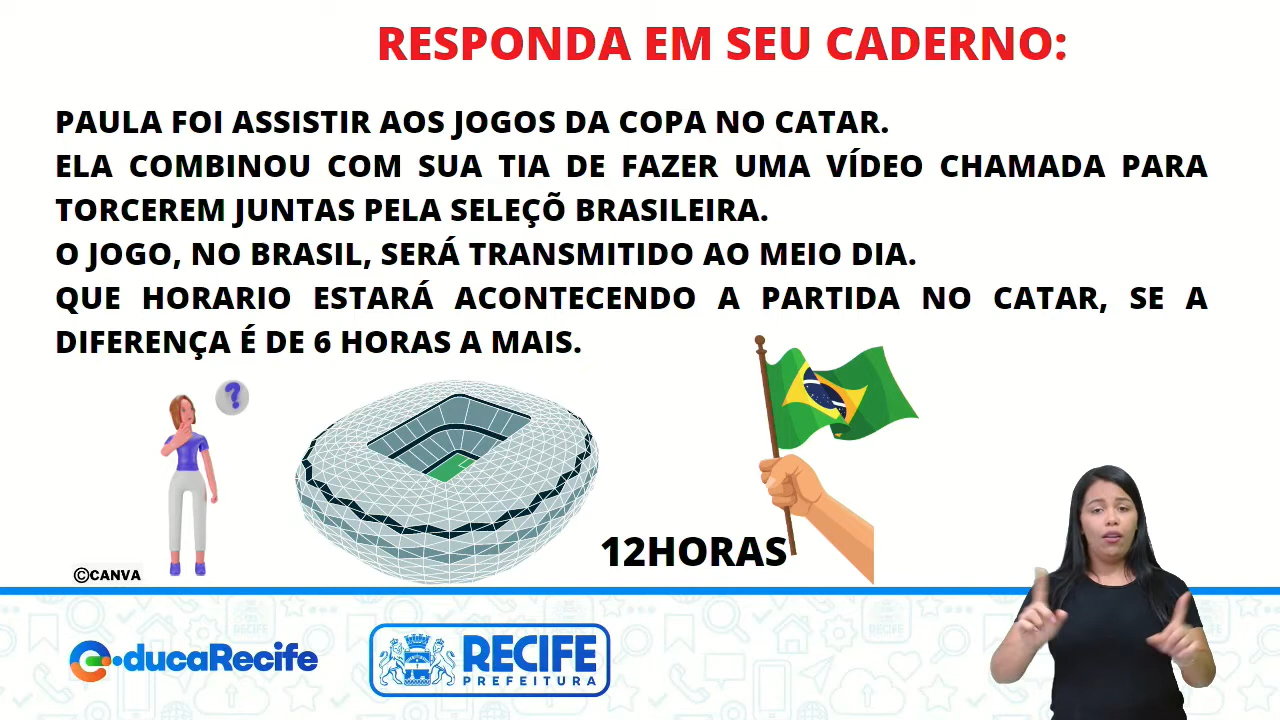 RESPONDA EM SEU CADERNO:
PAULA FOI ASSISTIR AOS JOGOS DA COPA NO CATAR.
ELA COMBINOU COM SUA TIA DE FAZER UMA VÍDEO CHAMADA PARA
TORCEREM JUNTAS PELA SELEÇÕ BRASILEIRA.
O JOGO, NO BRASIL, SERÁ TRANSMITIDO AO MEIO DIA.
QUE HORARIO ESTARÁ ACONTECENDO A PARTIDA NO CATAR, SE A
DIFERENÇA É DE 6 HORAS A MAIS.
?
12HORAS
©CANVA
educaRecife
RECIFE
PREFEITURA